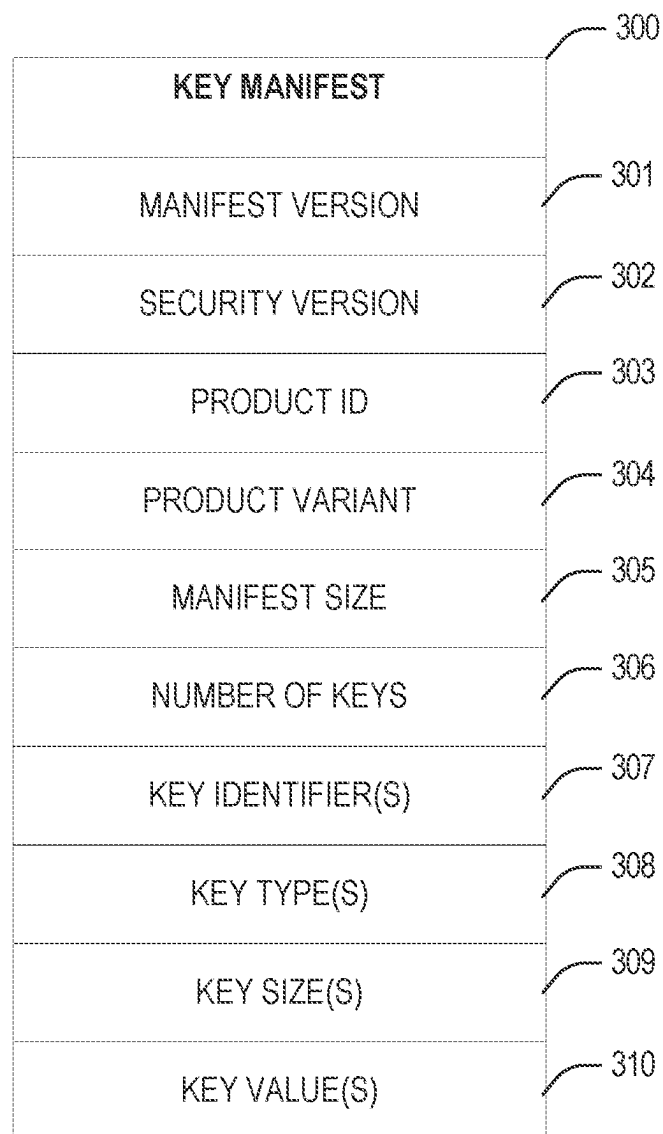 300
KEY MANIFEST
MANIFEST VERSION
301
SECURITY VERSION
302
PRODUCT ID
303
PRODUCT VARIANT
304
MANIFEST SIZE
305
NUMBER OF KEYS
306
KEY IDENTIFIER(S)
307
KEY TYPE(S)
308
KEY SIZE(S)
309
KEY VALUE(S)
310